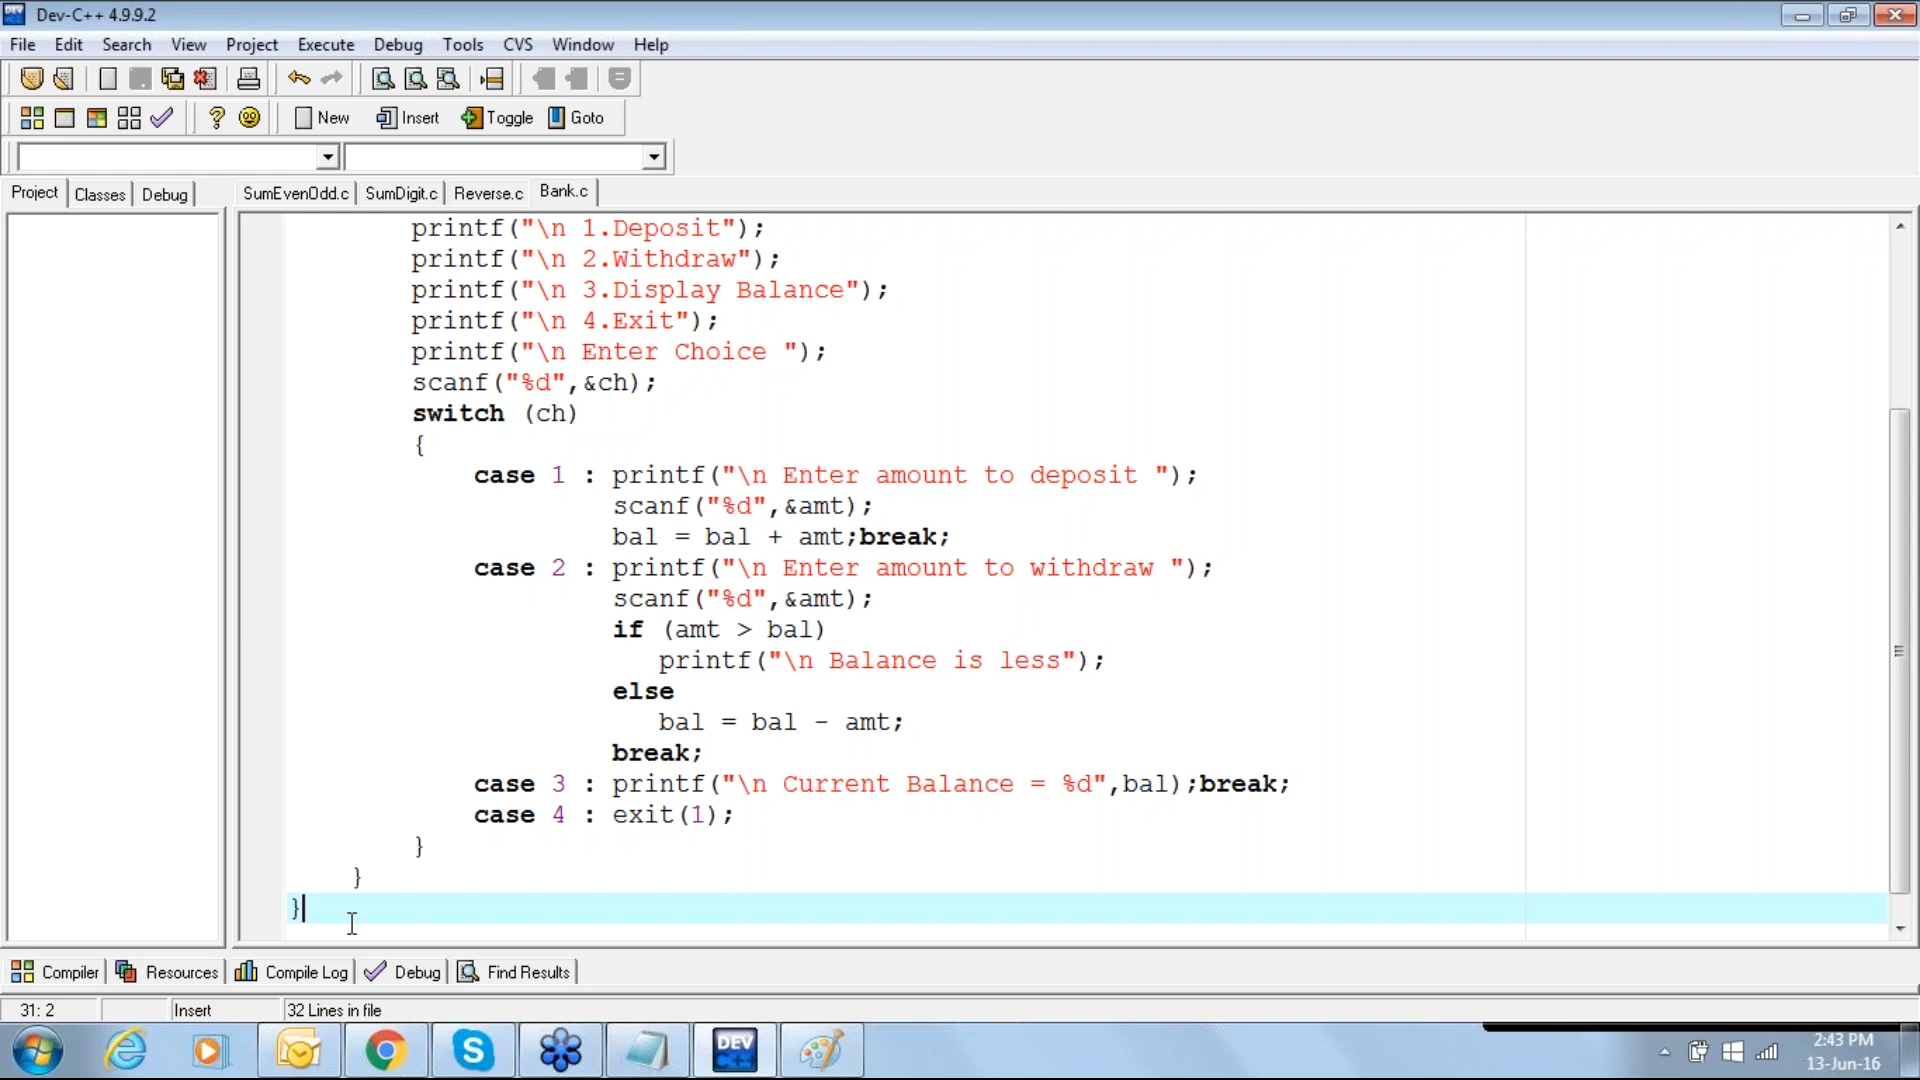 Dev-C++ 4.9.9.2
File Edit Search View Project Execute Debug Tools CVS Window Help
New Insert Toggle Goto
Project Classes Debug SumEvenOdd.c SumDigit.c Reverse.c Bank.c
printf("\n 1.Deposit");
printf("\n 2.Withdraw");
printf("\n 3.Display Balance");
printf("\n 4.Exit");
printf("\n Enter Choice ");
scanf("%d",&ch);
switch (ch)
{
case 1 : printf("\n Enter amount to deposit ");
scanf("%d",&amt);
bal = bal + amt;break;
case 2 : printf("\n Enter amount to withdraw ");
scanf("%d",&amt);
if (amt > bal)
printf("\n Balance is less");
else
bal = bal - amt;
break;
case 3 : printf("\n Current Balance = %d",bal);break;
case 4 : exit(1);
}
}
}
Compiler Resources Compile Log Debug Find Results
31: 2 Insert 32 Lines in file
DEV C++
2:43 PM
13-Jun-16